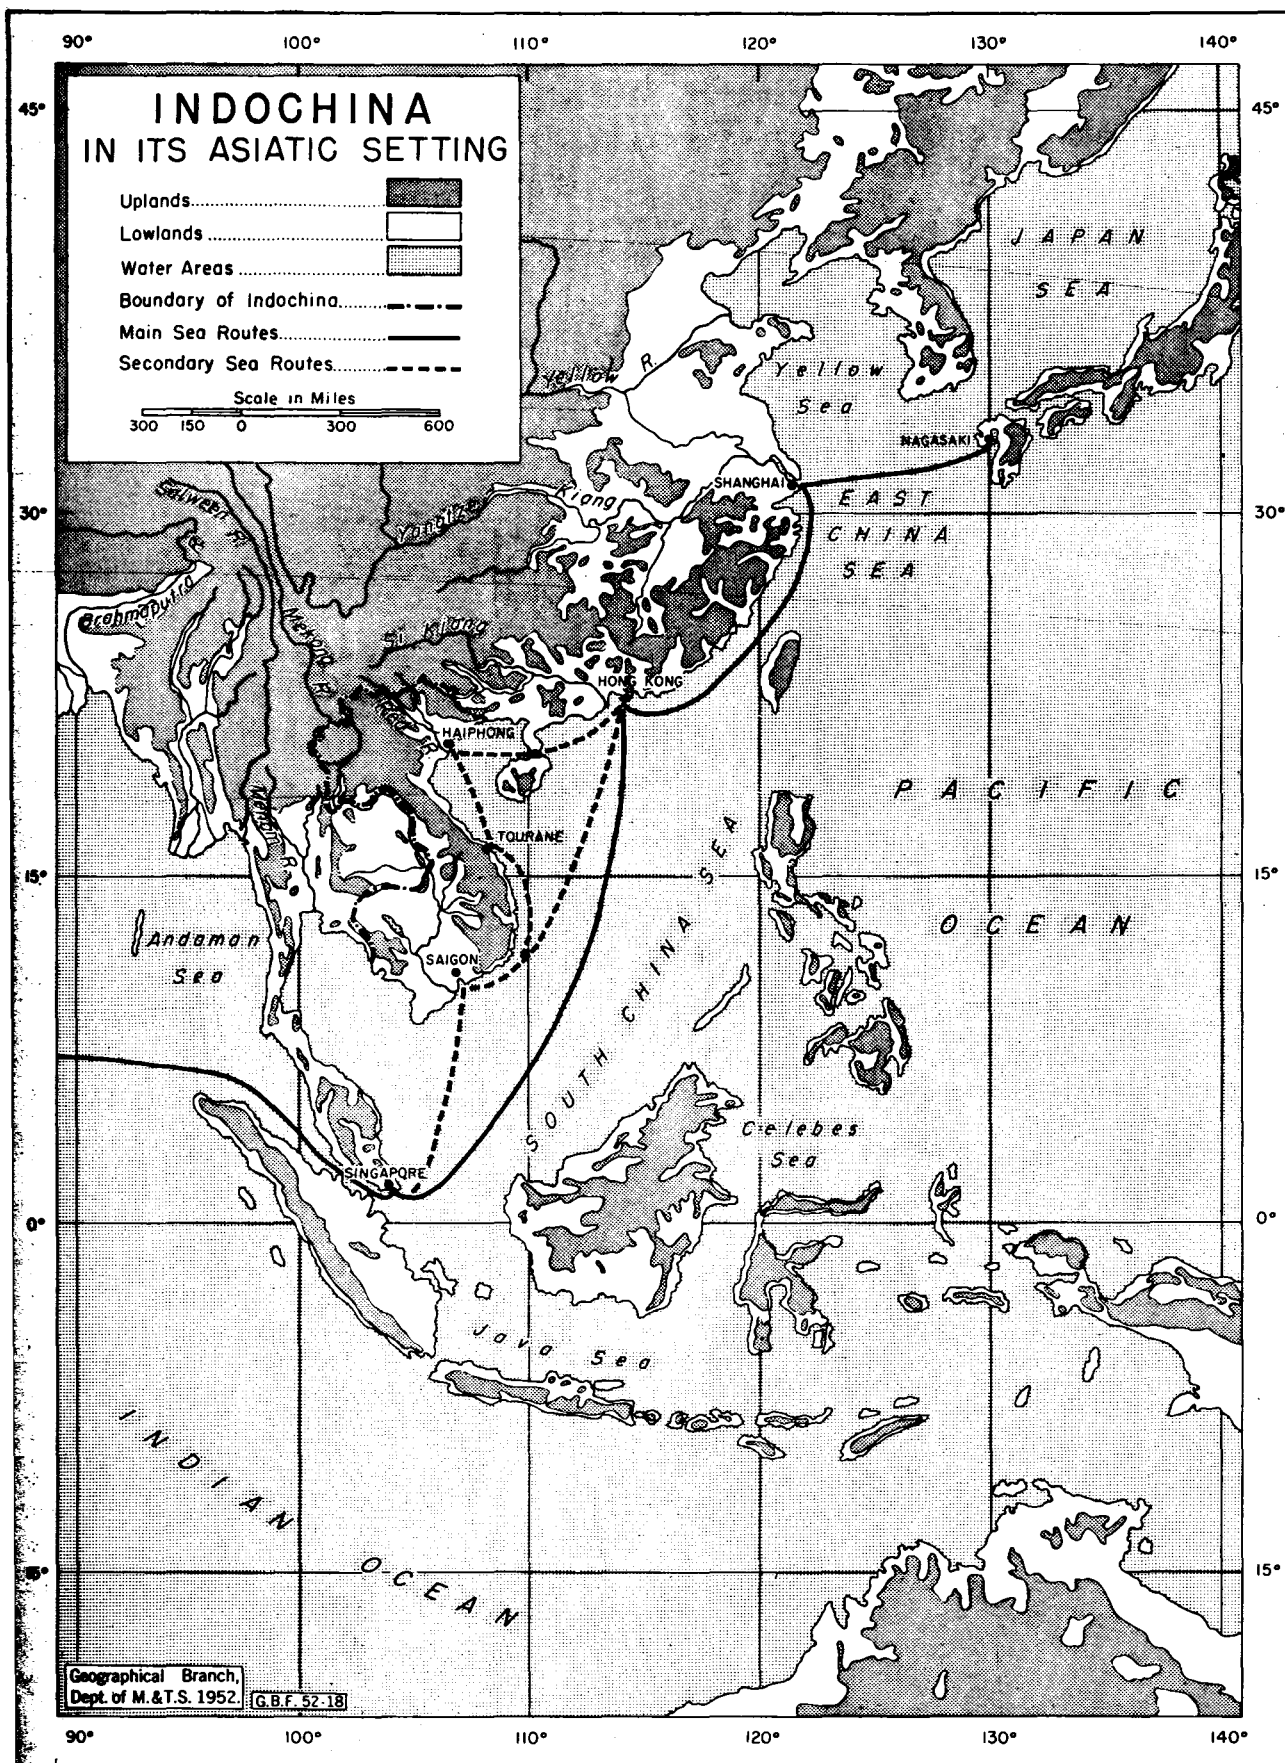 90° 100° 110° 120° 130° 140°
45° 45°
INDOCHINA
IN ITS ASIATIC SETTING
Uplands
Lowlands
Water Areas
Boundary of Indochina
Main Sea Routes
Secondary Sea Routes
Scale in Miles
300 150 0 300 600
JAPAN
SEA
Yellow R.
Yellow
Sea
NAGASAKI
SHANGHAI
Salween R.
Yangtze Kiang
EAST
CHINA
SEA
30°
Brahmaputra
Mekong R.
Si Kiang
HONG KONG
Red R.
HAIPHONG
PACIFIC
OCEAN
Menam R.
TOURANE
15° 15°
SOUTH CHINA SEA
Andaman
Sea
SAIGON
Celebes
Sea
SINGAPORE
0° 0°
Java Sea
INDIAN
OCEAN
15° 15°
Geographical Branch,
Dept. of M.&T.S. 1952.
G.B.F. 52-18
90° 100° 110° 120° 130° 140°